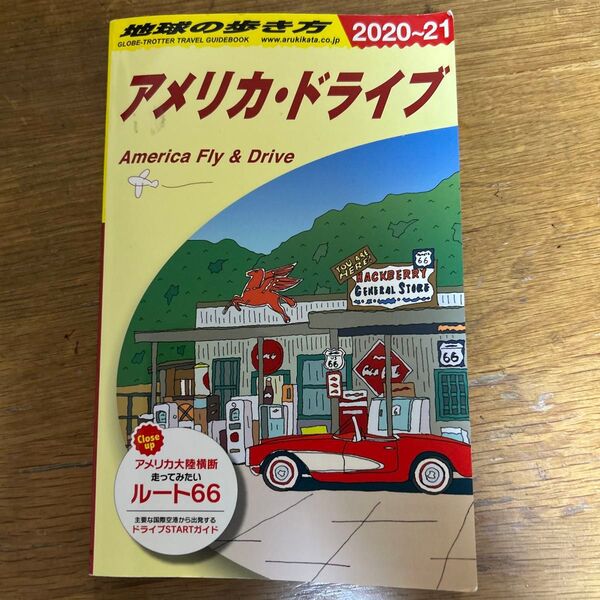 地球の歩き方
2020~21
GLOBE-TROTTER TRAVEL GUIDEBOOK
www.arukikata.co.jp
アメリカ・ドライブ
America Fly & Drive
YOU ARE
HERE!
66
HACKBERRY
GENERAL STORE
66
66
Close
up
アメリカ大陸横断
走ってみたい
ルート66
主要な国際空港から出発する
ドライブSTARTガイド